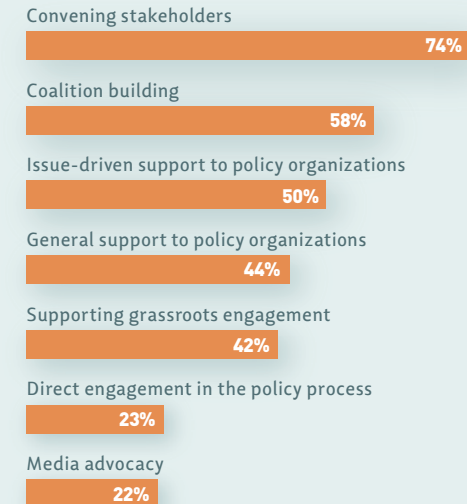 Convening stakeholders
74%
Coalition building
58%
Issue-driven support to policy organizations
50%
General support to policy organizations
44%
Supporting grassroots engagement
42%
Direct engagement in the policy process
23%
Media advocacy
22%